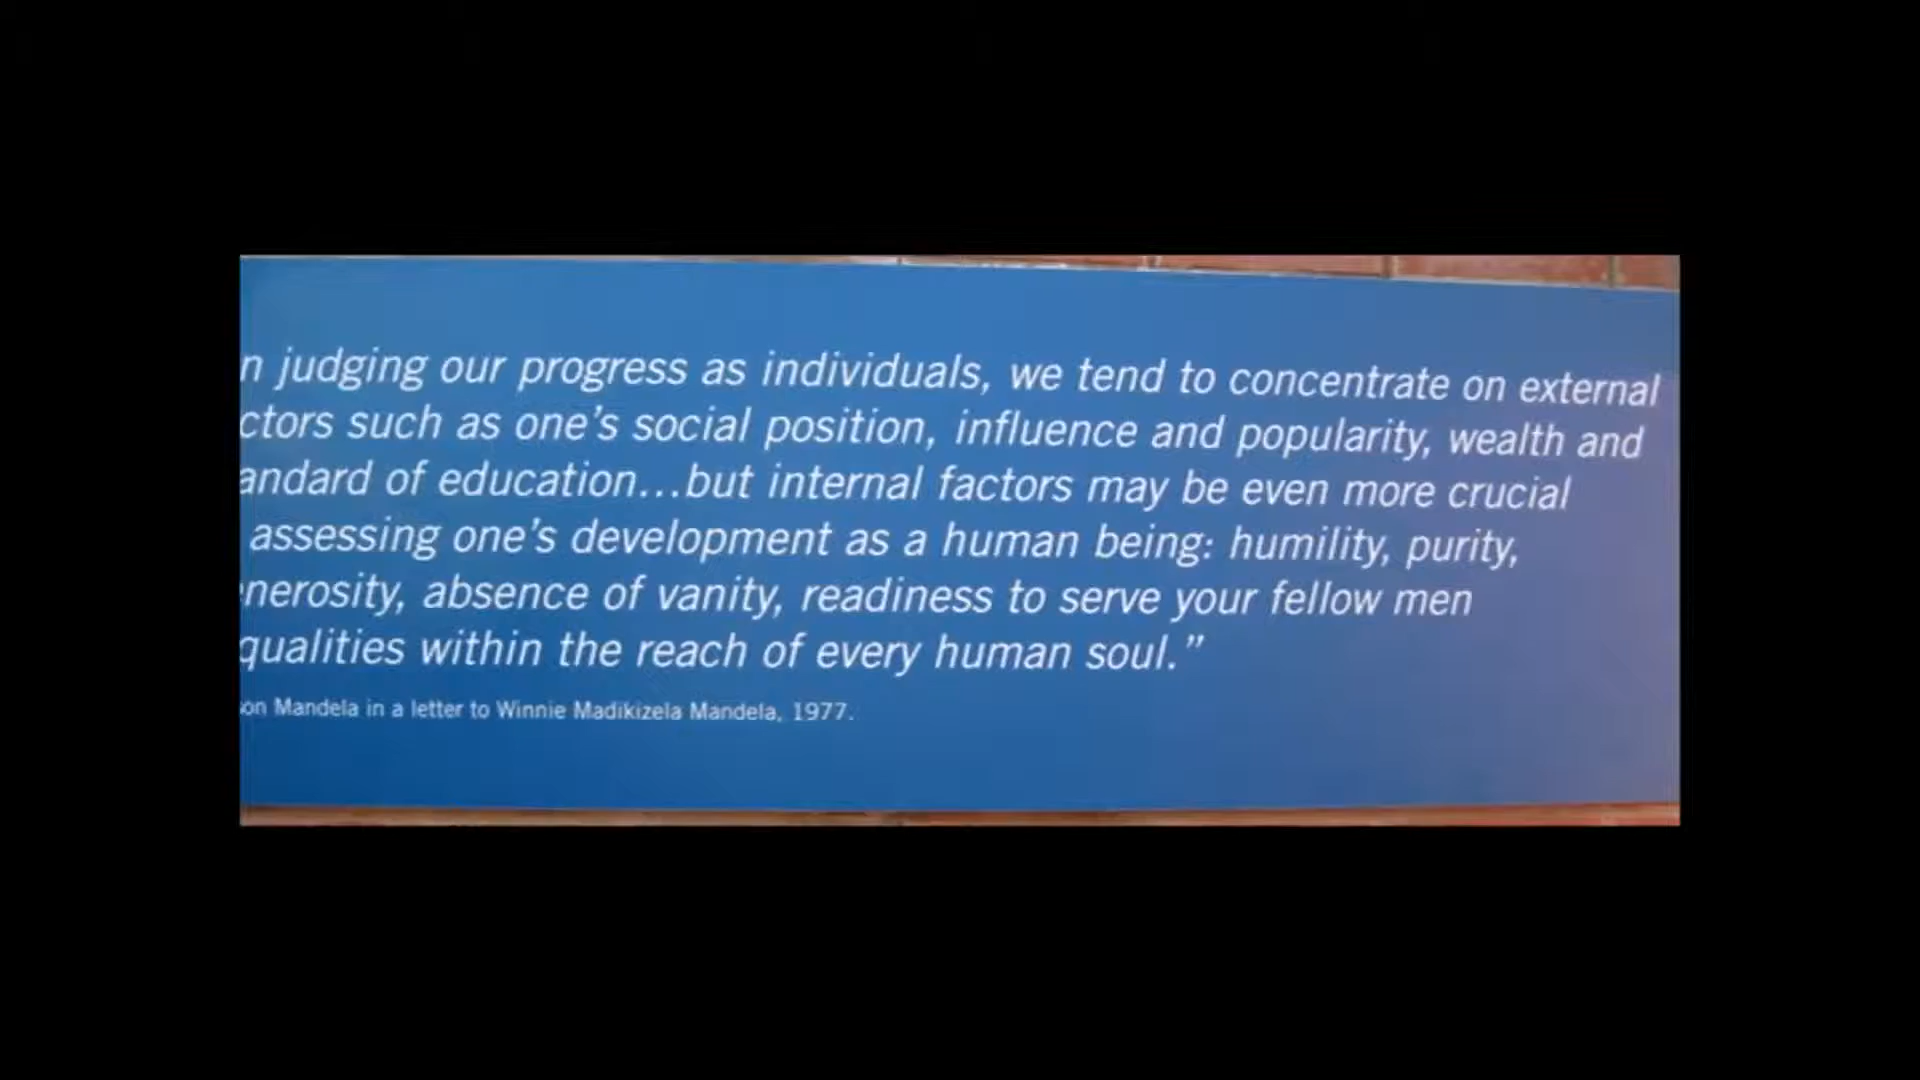 n judging our progress as individuals, we tend to concentrate on external
ctors such as one’s social position, influence and popularity, wealth and
andard of education...but internal factors may be even more crucial
assessing one’s development as a human being: humility, purity,
nerosity, absence of vanity, readiness to serve your fellow men
qualities within the reach of every human soul.”
on Mandela in a letter to Winnie Madikizela Mandela, 1977.